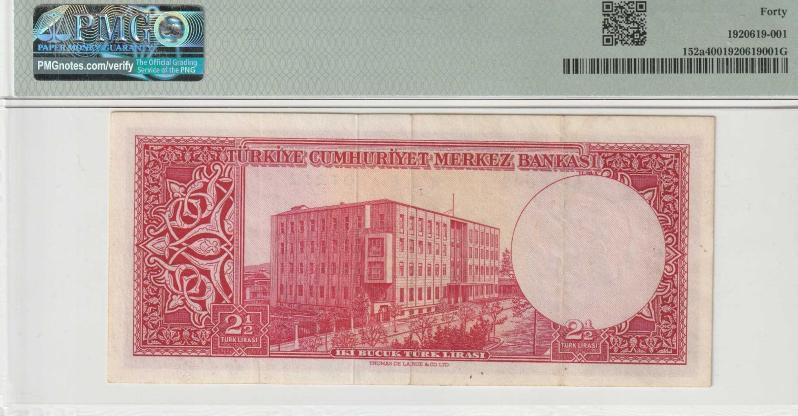 PMG
PAPER MONEY GUARANTY
PMGnotes.com/verify
The Official Grading
Service of the PNG
Forty
1920619-001
152a4001920619001G
TÜRKİYE CUMHURİYET MERKEZ BANKASI
2½
TÜRK LİRASI
2½
TÜRK LİRASI
İKİ BUÇUK TÜRK LİRASI
THOMAS DE LA RUE & CO LTD.